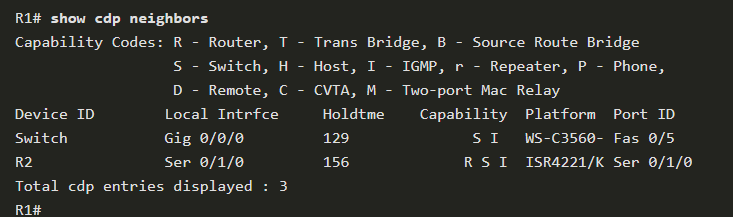 R1# show cdp neighbors
Capability Codes: R - Router, T - Trans Bridge, B - Source Route Bridge
S - Switch, H - Host, I - IGMP, r - Repeater, P - Phone,
D - Remote, C - CVTA, M - Two-port Mac Relay
Device ID Local Intrfce Holdtme Capability Platform Port ID
Switch Gig 0/0/0 129 S I WS-C3560- Fas 0/5
R2 Ser 0/1/0 156 R S I ISR4221/K Ser 0/1/0
Total cdp entries displayed : 3
R1#